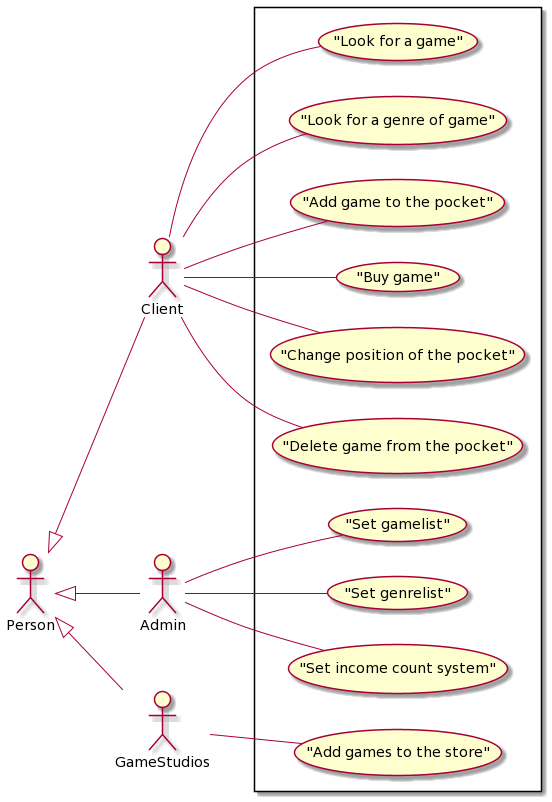 "Look for a game"
"Look for a genre of game"
"Add game to the pocket"
"Buy game"
Client
"Change position of the pocket"
"Delete game from the pocket"
"Set gamelist"
"Set genrelist"
Person
Admin
"Set income count system"
"Add games to the store"
GameStudios